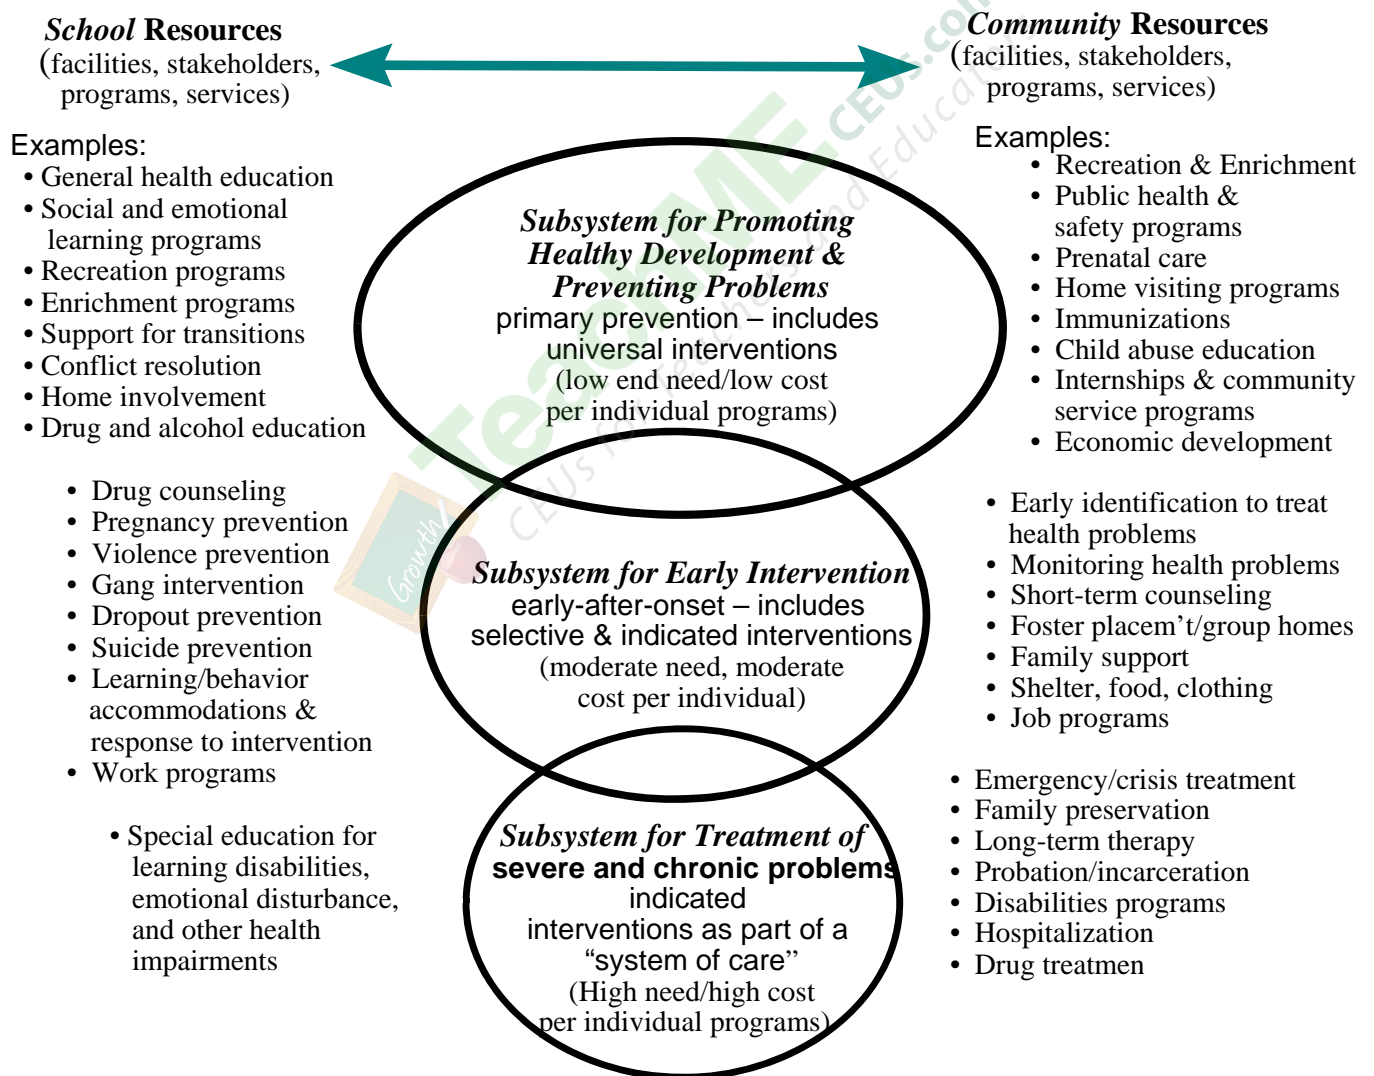 School Resources
(facilities, stakeholders,
programs, services)
Examples:
• General health education
• Social and emotional
learning programs
• Recreation programs
• Enrichment programs
• Support for transitions
• Conflict resolution
• Home involvement
• Drug and alcohol education
• Drug counseling
• Pregnancy prevention
• Violence prevention
• Gang intervention
• Dropout prevention
• Suicide prevention
• Learning/behavior
accommodations &
response to intervention
• Work programs
• Special education for
learning disabilities,
emotional disturbance,
and other health
impairments
Subsystem for Promoting
Healthy Development &
Preventing Problems
primary prevention – includes
universal interventions
(low end need/low cost
per individual programs)
Subsystem for Early Intervention
early-after-onset – includes
selective & indicated interventions
(moderate need, moderate
cost per individual)
Subsystem for Treatment of
severe and chronic problems
indicated
interventions as part of a
“system of care”
(High need/high cost
per individual programs)
Community Resources
(facilities, stakeholders,
programs, services)
Examples:
• Recreation & Enrichment
• Public health &
safety programs
• Prenatal care
• Home visiting programs
• Immunizations
• Child abuse education
• Internships & community
service programs
• Economic development
• Early identification to treat
health problems
• Monitoring health problems
• Short-term counseling
• Foster placem’t/group homes
• Family support
• Shelter, food, clothing
• Job programs
• Emergency/crisis treatment
• Family preservation
• Long-term therapy
• Probation/incarceration
• Disabilities programs
• Hospitalization
• Drug treatmen
TeachME CEUS.com
CEUs for Teachers and Educators
Growth!